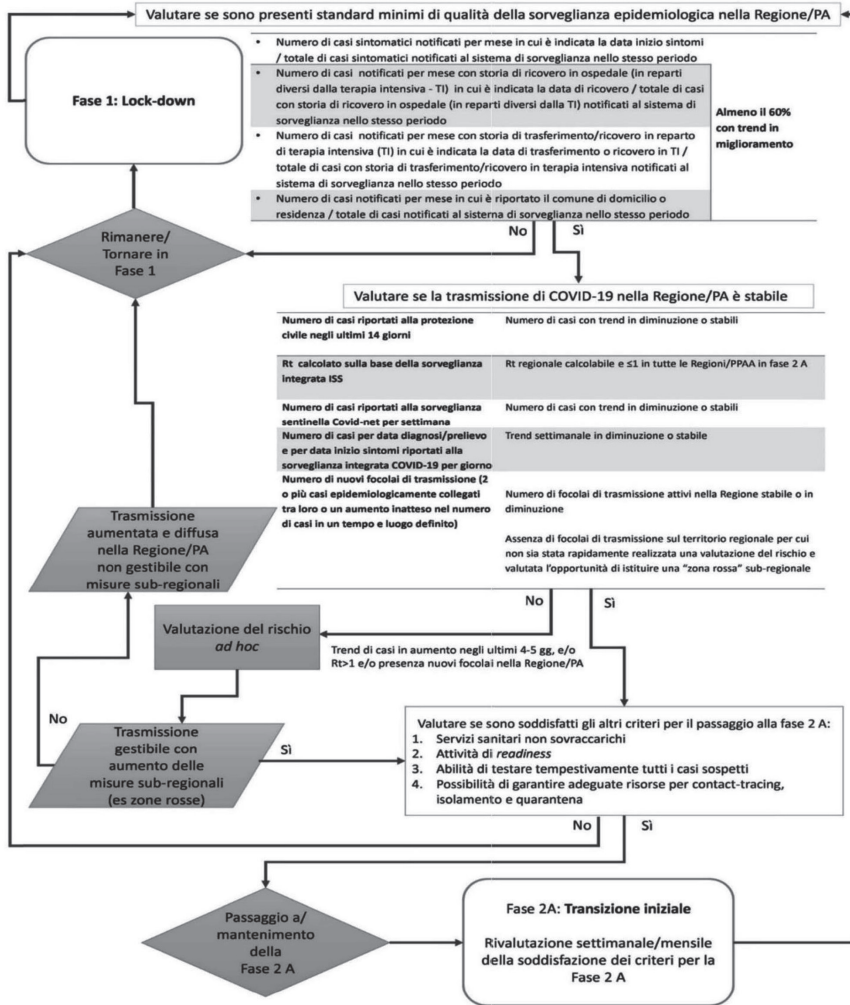 Valutare se sono presenti standard minimi di qualità della sorveglianza epidemiologica nella Regione/PA
Fase 1: Lock-down
• Numero di casi sintomatici notificati per mese in cui è indicata la data inizio sintomi
/ totale di casi sintomatici notificati al sistema di sorveglianza nello stesso periodo
• Numero di casi notificati per mese con storia di ricovero in ospedale (in reparti
diversi dalla terapia intensiva - TI) in cui è indicata la data di ricovero / totale di casi
con storia di ricovero in ospedale (in reparti diversi dalla TI) notificati al sistema di
sorveglianza nello stesso periodo
• Numero di casi notificati per mese con storia di trasferimento/ricovero in reparto
di terapia intensiva (TI) in cui è indicata la data di trasferimento o ricovero in TI /
totale di casi con storia di trasferimento/ricovero in terapia intensiva notificati al
sistema di sorveglianza nello stesso periodo
• Numero di casi notificati per mese in cui è riportato il comune di domicilio o
residenza / totale di casi notificati al sistema di sorveglianza nello stesso periodo
Almeno il 60%
con trend in
miglioramento
No
Sì
Rimanere/
Tornare in
Fase 1
Valutare se la trasmissione di COVID-19 nella Regione/PA è stabile
Numero di casi riportati alla protezione
civile negli ultimi 14 giorni
Numero di casi con trend in diminuzione o stabili
Rt calcolato sulla base della sorveglianza
integrata ISS
Rt regionale calcolabile e ≤1 in tutte le Regioni/PPAA in fase 2 A
Numero di casi riportati alla sorveglianza
sentinella Covid-net per settimana
Numero di casi con trend in diminuzione o stabili
Numero di casi per data diagnosi/prelievo
e per data inizio sintomi riportati alla
sorveglianza integrata COVID-19 per giorno
Trend settimanale in diminuzione o stabile
Numero di nuovi focolai di trasmissione (2
o più casi epidemiologicamente collegati
tra loro o un aumento inatteso nel numero
di casi in un tempo e luogo definito)
Numero di focolai di trasmissione attivi nella Regione stabile o in
diminuzione
Assenza di focolai di trasmissione sul territorio regionale per cui
non sia stata rapidamente realizzata una valutazione del rischio e
valutata l'opportunità di istituire una "zona rossa" sub-regionale
No
Sì
Trasmissione
aumentata e diffusa
nella Regione/PA
non gestibile con
misure sub-regionali
Valutazione del rischio
ad hoc
Trend di casi in aumento negli ultimi 4-5 gg, e/o
Rt>1 e/o presenza nuovi focolai nella Regione/PA
No
Trasmissione
gestibile con
aumento delle
misure sub-regionali
(es zone rosse)
Sì
Valutare se sono soddisfatti gli altri criteri per il passaggio alla fase 2 A:
1. Servizi sanitari non sovraccarichi
2. Attività di readiness
3. Abilità di testare tempestivamente tutti i casi sospetti
4. Possibilità di garantire adeguate risorse per contact-tracing,
isolamento e quarantena
No
Sì
Passaggio a/
mantenimento
della
Fase 2 A
Fase 2A: Transizione iniziale
Rivalutazione settimanale/mensile
della soddisfazione dei criteri per la
Fase 2 A